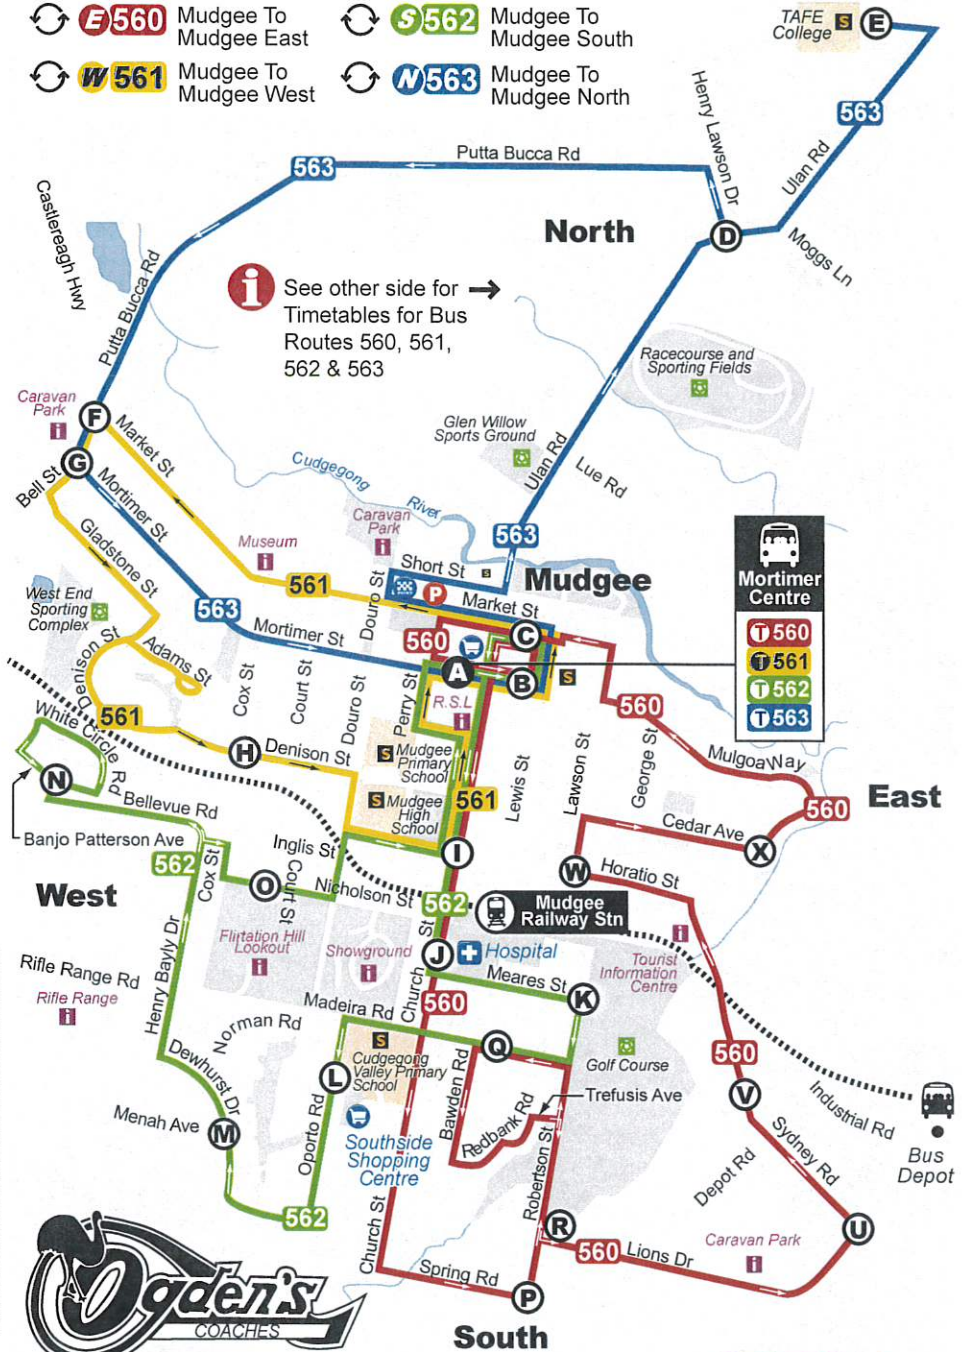 E 560 Mudgee To
Mudgee East
S 562 Mudgee To
Mudgee South
W 561 Mudgee To
Mudgee West
N 563 Mudgee To
Mudgee North
TAFE
College
S
E
563
Henry Lawson Dr
Ulan Rd
Putta Bucca Rd
563
Castlereagh Hwy
North
D
Moggs Ln
Putta Bucca Rd
i
See other side for
Timetables for Bus
Routes 560, 561,
562 & 563
Racecourse and
Sporting Fields
Caravan
Park
i
F
Market St
Glen Willow
Sports Ground
Ulan Rd
Lue Rd
G
Bell St
Mortimer St
Cudgegong
River
Gladstone St
Museum
i
Caravan
Park
i
563
Short St
Mudgee
Mortimer
Centre
T 560
T 561
T 562
T 563
West End
Sporting
Complex
563
561
P
Market St
Douro St
560
C
Mortimer St
A
B
S
Denison St
Adams St
Cox St
Court St
Douro St
Perry St
R.S.L
i
560
561
White Circle Rd
H
Denison St
S
Mudgee
Primary
School
Lewis St
Lawson St
George St
Mulgoa Way
East
N
S
Mudgee
High
School
561
560
Bellevue Rd
Cedar Ave
X
Banjo Patterson Ave
Inglis St
I
562
Cox St
O
Court St
Nicholson St
W
Horatio St
West
562
Mudgee
Railway Stn
Flirtation Hill
Lookout
i
Showground
i
Church St
J
Hospital
i
Tourist
Information
Centre
Rifle Range Rd
Rifle Range
i
Henry Bayly Dr
Meares St
K
560
Madeira Rd
Norman Rd
S
Cudgegong
Valley Primary
School
Q
Golf Course
560
Dewhurst Dr
L
Bawden Rd
Trefusis Ave
V
Industrial Rd
Menah Ave
M
Oporto Rd
Southside
Shopping
Centre
Redbank Rd
Sydney Rd
Bus
Depot
Robertson St
Depot Rd
562
Church St
R
560
Lions Dr
Caravan Park
i
U
Spring Rd
P
Ogden's
COACHES
South